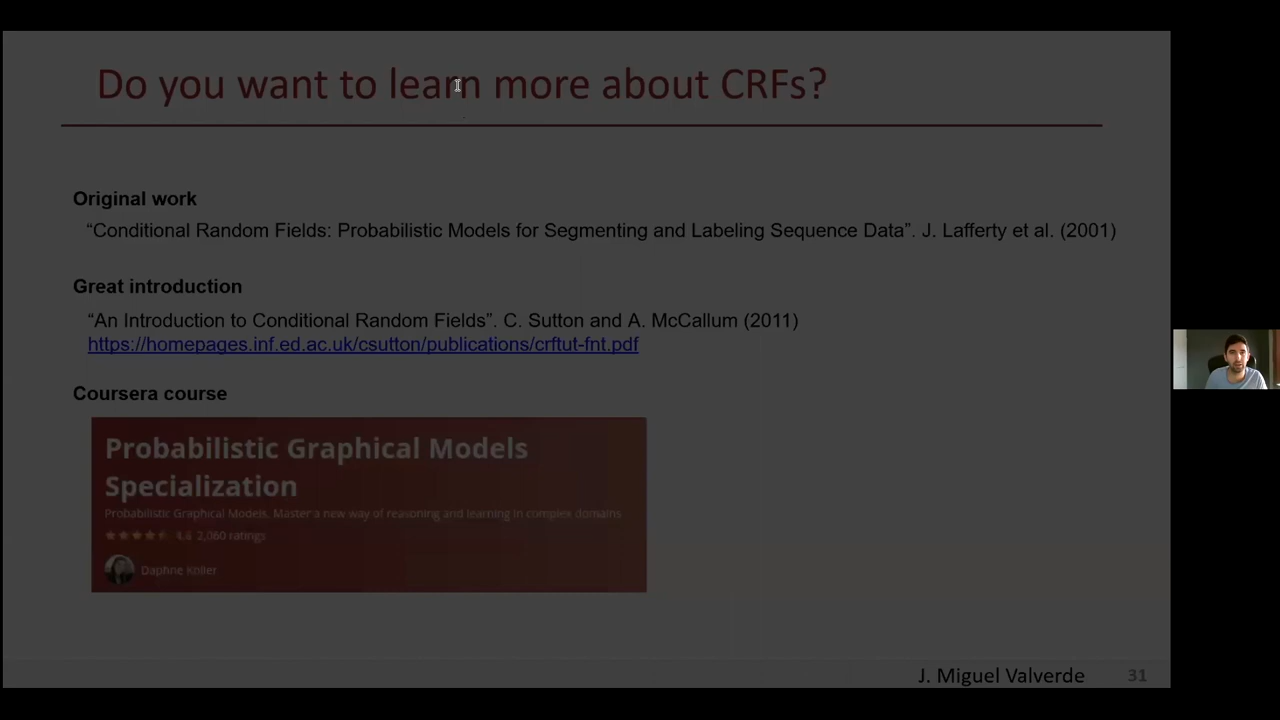 Do you want to learn more about CRFs?
Original work
“Conditional Random Fields: Probabilistic Models for Segmenting and Labeling Sequence Data”. J. Lafferty et al. (2001)
Great introduction
“An Introduction to Conditional Random Fields”. C. Sutton and A. McCallum (2011)
https://homepages.inf.ed.ac.uk/csutton/publications/crftut-fnt.pdf
Coursera course
Probabilistic Graphical Models
Specialization
Probabilistic Graphical Models. Master a new way of reasoning and learning in complex domains
4.6 2,060 ratings
Daphne Koller
J. Miguel Valverde 31